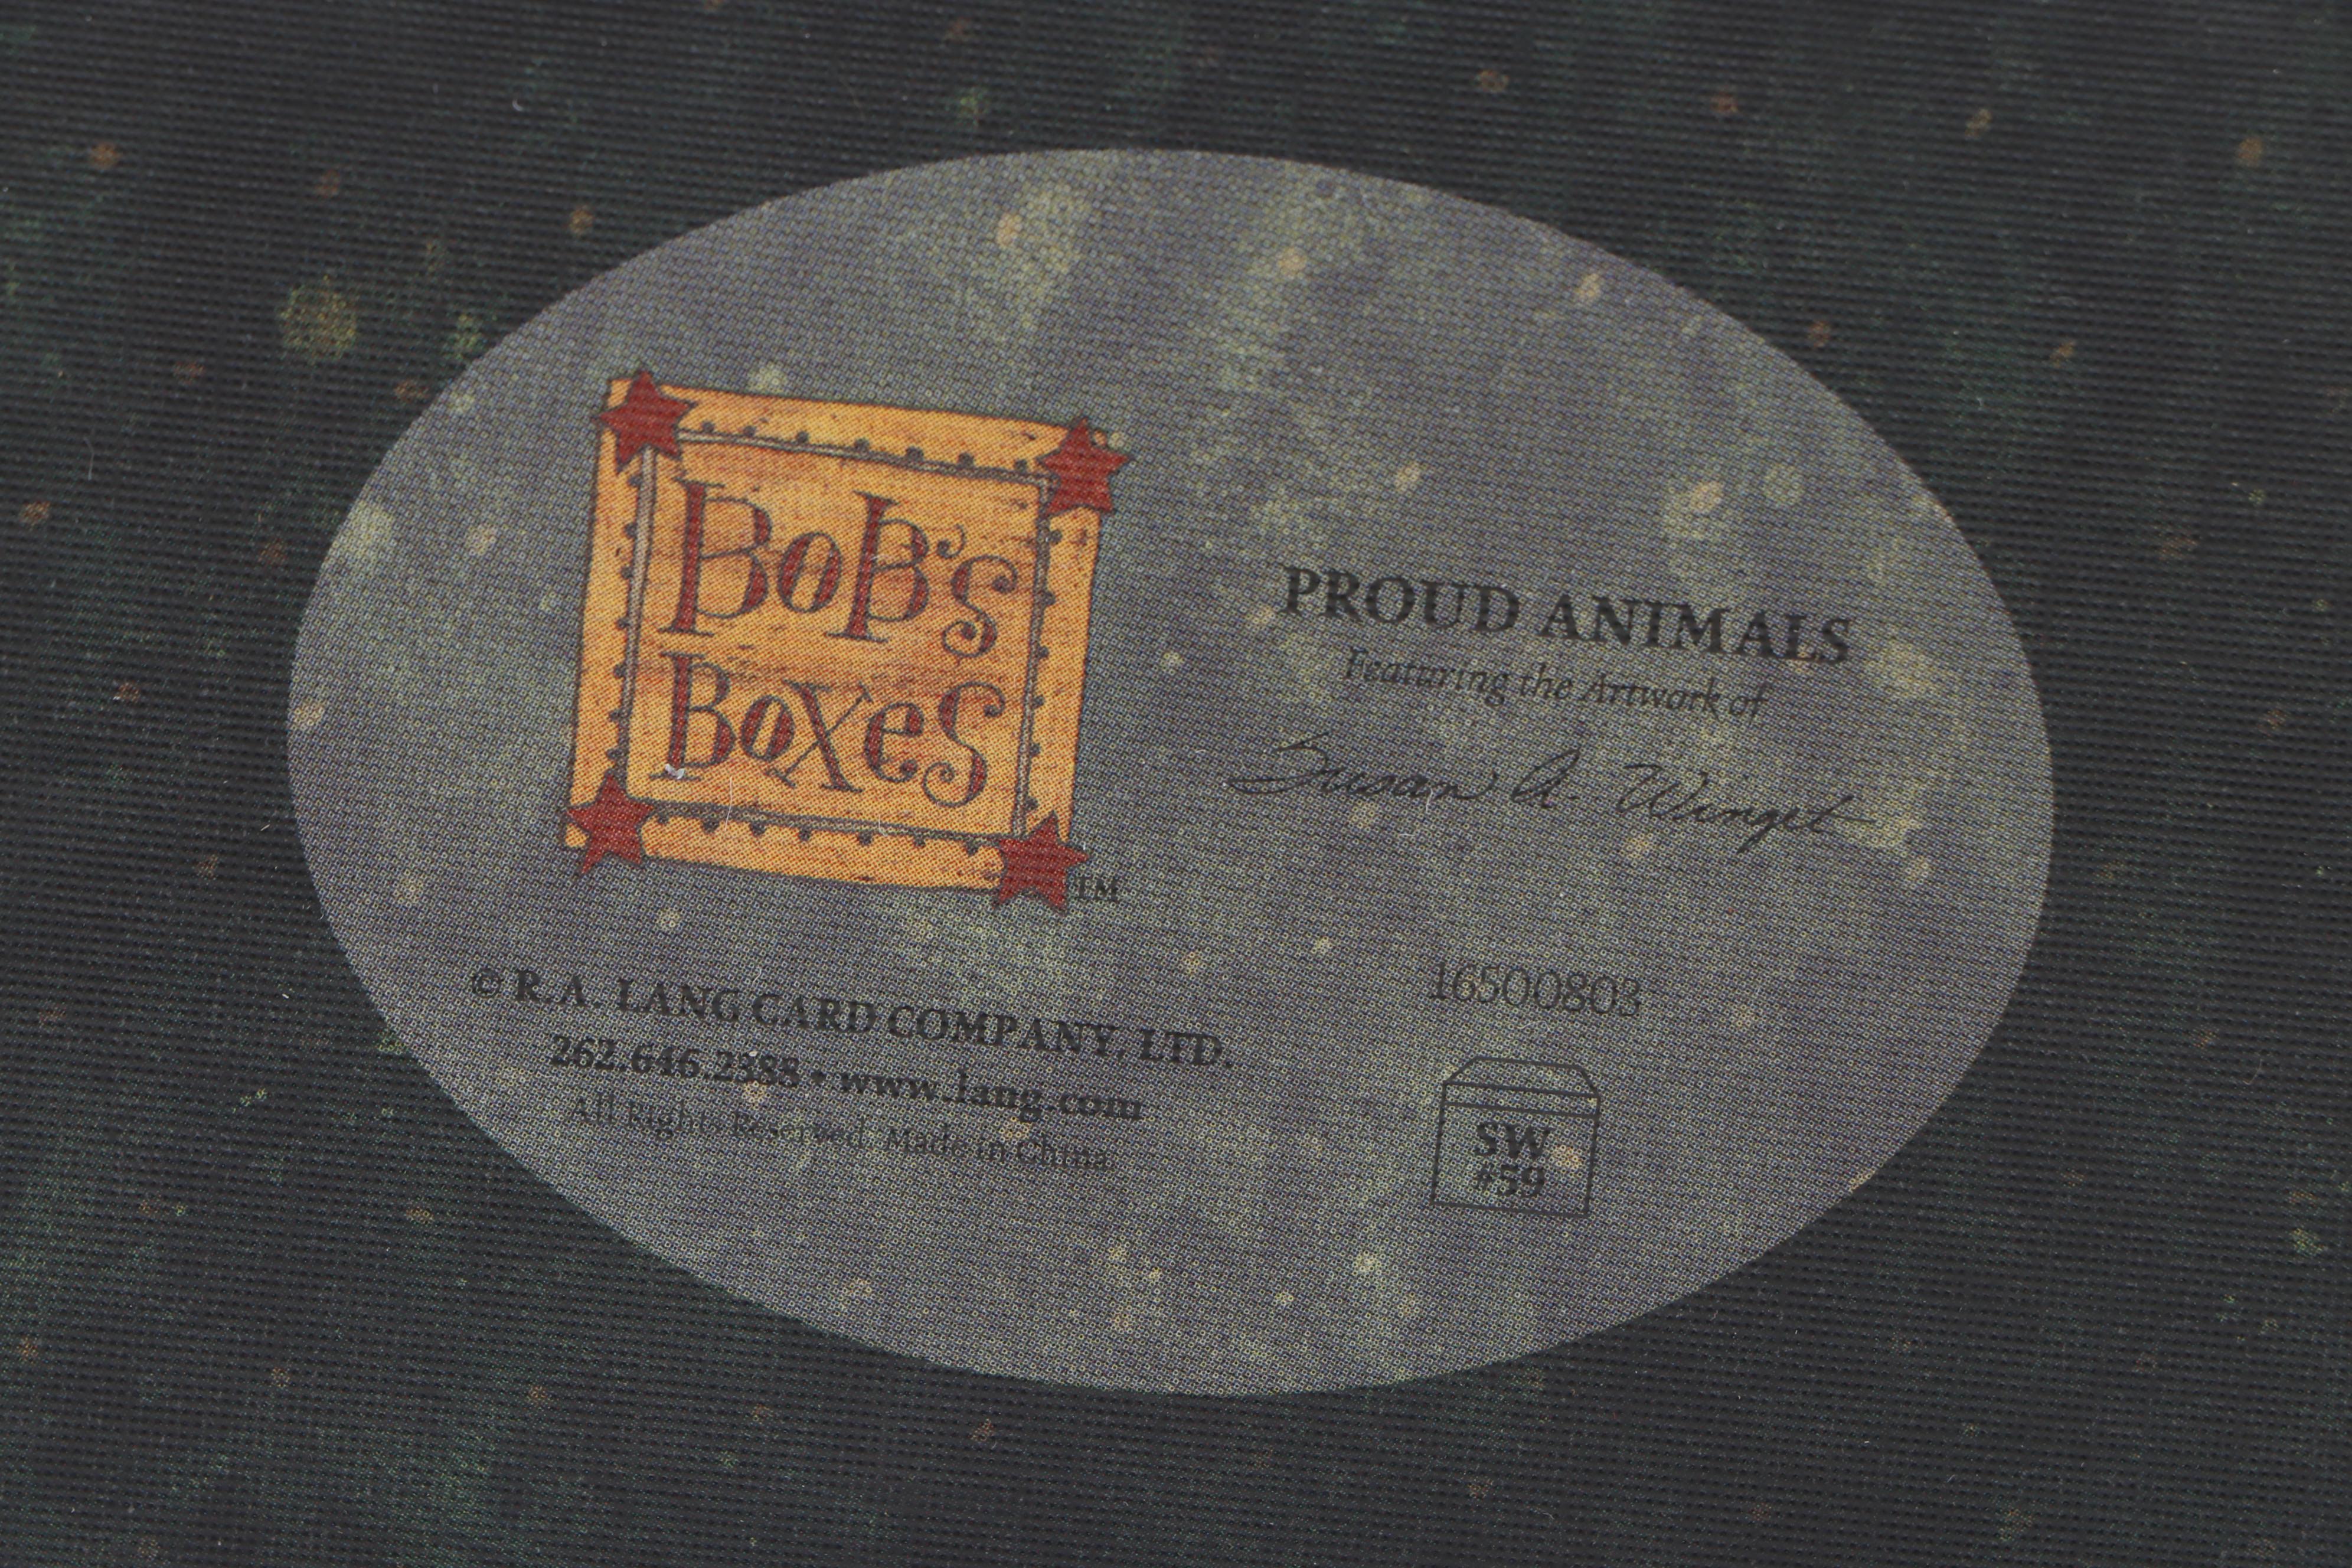 BOB'S
BOXES
TM
PROUD ANIMALS
Featuring the Artwork of
Susan A. Winget
© R.A. LANG CARD COMPANY, LTD.
262.646.2388 • www.lang.com
All Rights Reserved. Made in China.
16500803
SW
#59